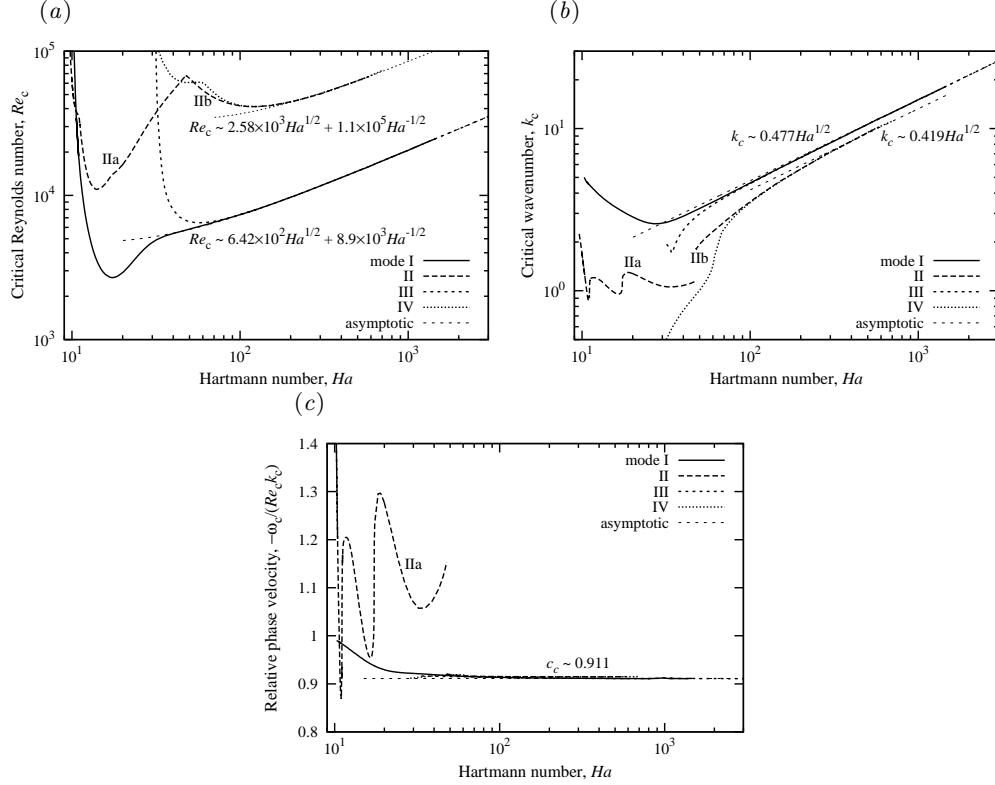 (a)
Critical Reynolds number, Re_c
10^5
10^4
10^3
IIa
IIb
Re_c ~ 2.58×10^3Ha^{1/2} + 1.1×10^5Ha^{-1/2}
Re_c ~ 6.42×10^2Ha^{1/2} + 8.9×10^3Ha^{-1/2}
mode I
II
III
IV
asymptotic
10^1 10^2 10^3
Hartmann number, Ha
(b)
Critical wavenumber, k_c
10^1
10^0
k_c ~ 0.477Ha^{1/2}
k_c ~ 0.419Ha^{1/2}
IIa
IIb
mode I
II
III
IV
asymptotic
10^1 10^2 10^3
Hartmann number, Ha
(c)
Relative phase velocity, −ω_c/(Re_c k_c)
1.4
1.3
1.2
1.1
1
0.9
0.8
mode I
II
III
IV
asymptotic
IIa
c_c ~ 0.911
10^1 10^2 10^3
Hartmann number, Ha